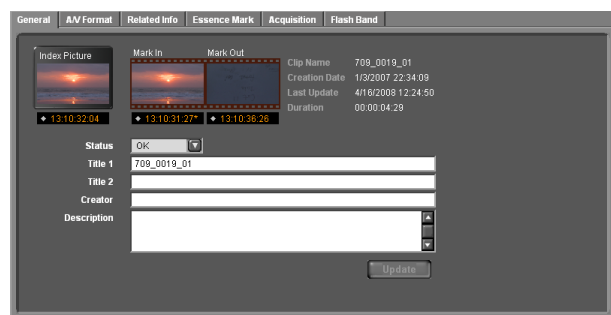 General A/V Format Related Info Essence Mark Acquisition Flash Band
Index Picture Mark In Mark Out
Clip Name 709_0019_01
Creation Date 1/3/2007 22:34:09
Last Update 4/16/2008 12:24:50
Duration 00:00:04:29
13:10:32:04 13:10:31:27* 13:10:36:26
Status OK
Title 1 709_0019_01
Title 2
Creator
Description
Update